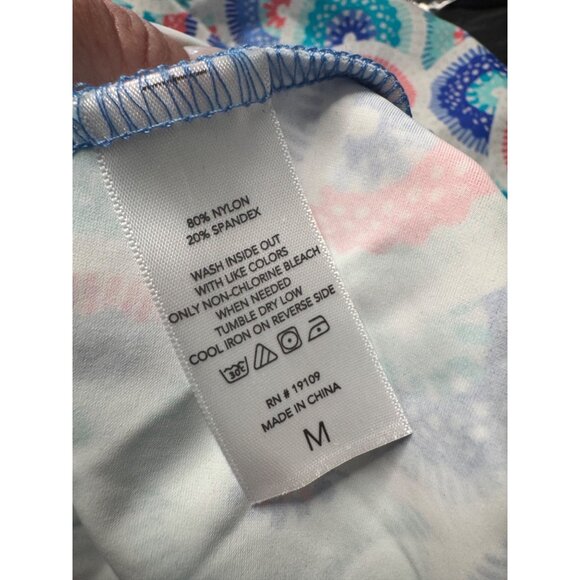 80% NYLON
20% SPANDEX
WASH INSIDE OUT
WITH LIKE COLORS
ONLY NON-CHLORINE BLEACH
WHEN NEEDED
TUMBLE DRY LOW
COOL IRON ON REVERSE SIDE
30C
RN # 19109
MADE IN CHINA
M